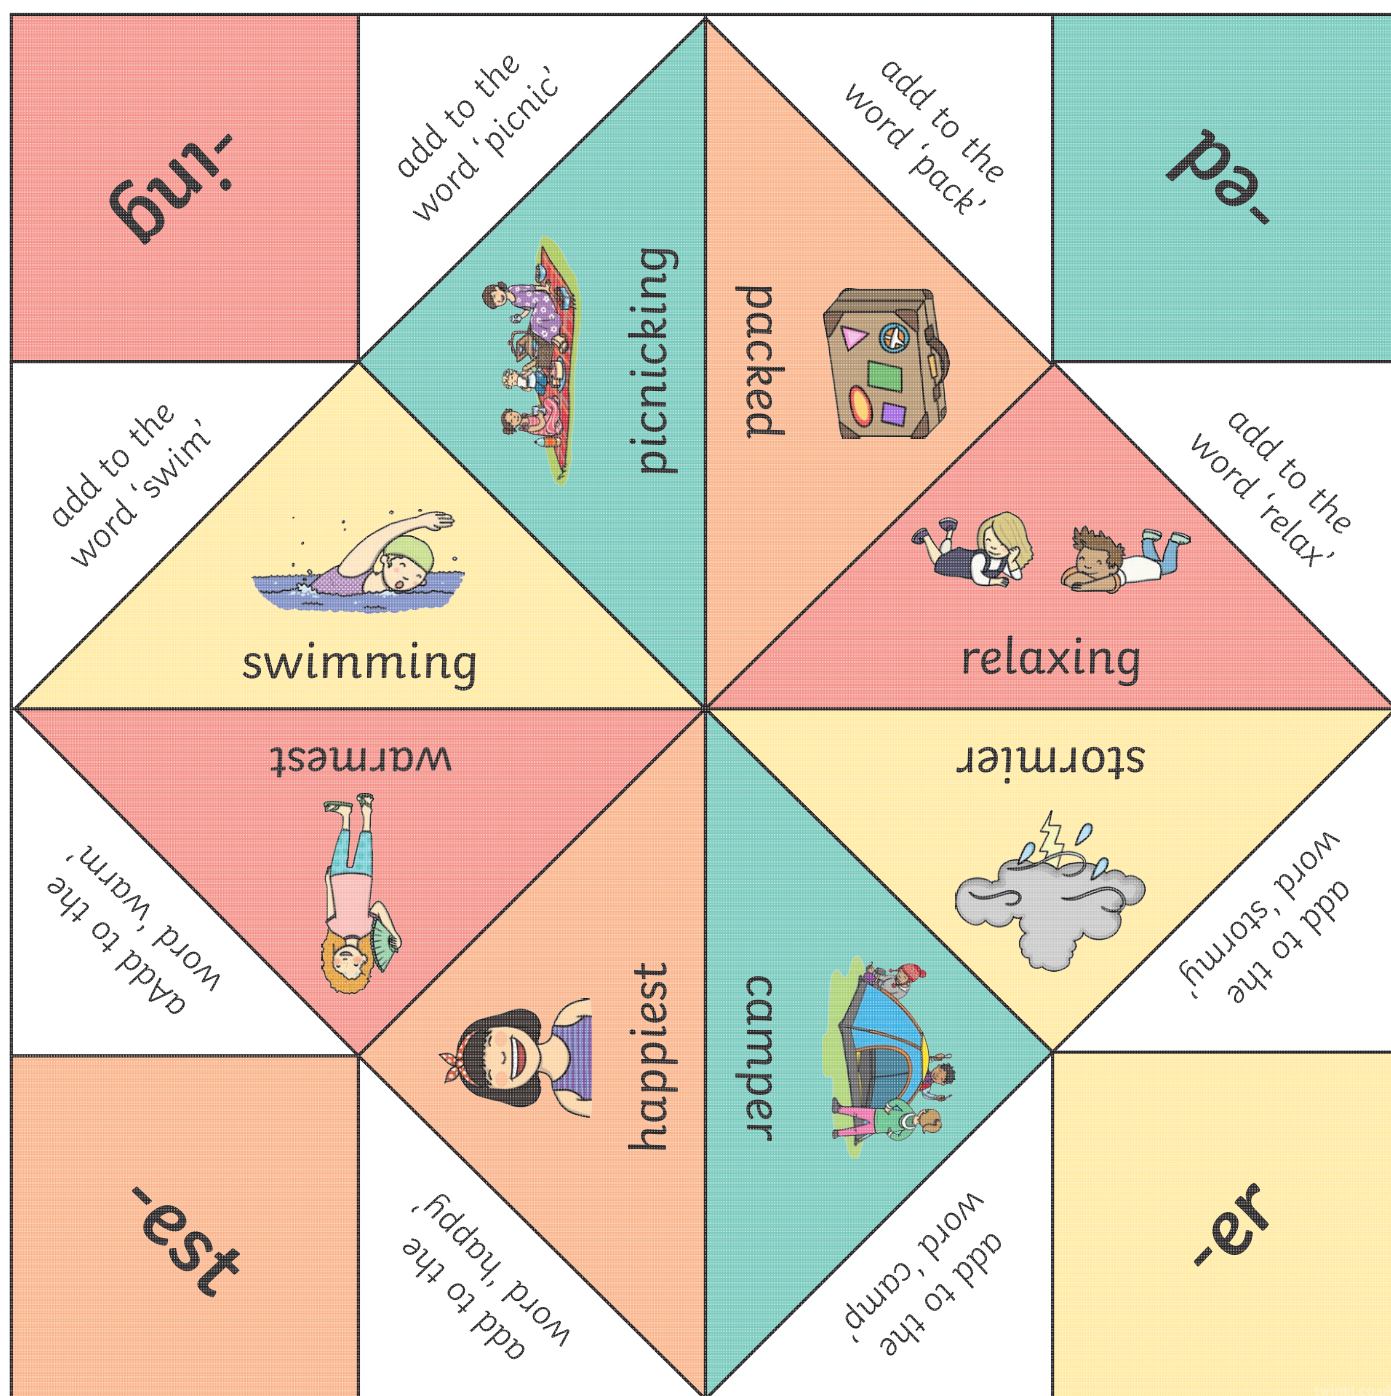 -ing
add to the
word ‘picnic’
add to the
word ‘pack’
-ed
picnicking
packed
add to the
word ‘swim’
add to the
word ‘relax’
swimming
relaxing
warmest
stormier
aAdd to the
word ‘warm’
add to the
word ‘stormy’
happiest
camper
-est
add to the
word ‘happy’
add to the
word ‘camp’
-er